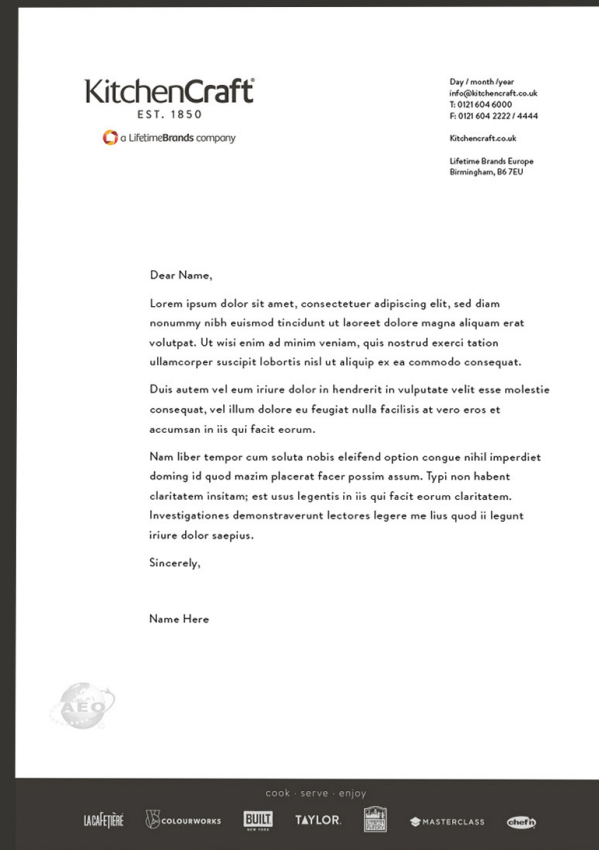 KitchenCraft®
EST. 1850
a LifetimeBrands company
Day / month /year
info@kitchencraft.co.uk
T: 0121 604 6000
F: 0121 604 2222 / 4444
Kitchencraft.co.uk
Lifetime Brands Europe
Birmingham, B6 7EU
Dear Name,
Lorem ipsum dolor sit amet, consectetuer adipiscing elit, sed diam
nonummy nibh euismod tincidunt ut laoreet dolore magna aliquam erat
volutpat. Ut wisi enim ad minim veniam, quis nostrud exerci tation
ullamcorper suscipit lobortis nisl ut aliquip ex ea commodo consequat.
Duis autem vel eum iriure dolor in hendrerit in vulputate velit esse molestie
consequat, vel illum dolore eu feugiat nulla facilisis at vero eros et
accumsan in iis qui facit eorum.
Nam liber tempor cum soluta nobis eleifend option congue nihil imperdiet
doming id quod mazim placerat facer possim assum. Typi non habent
claritatem insitam; est usus legentis in iis qui facit eorum claritatem.
Investigationes demonstraverunt lectores legere me lius quod ii legunt
iriure dolor saepius.
Sincerely,
Name Here
AEO
cook · serve · enjoy
LA CAFETIÈRE
COLOURWORKS
BUILT
NEW YORK
TAYLOR.
MASTERCLASS
chef'n